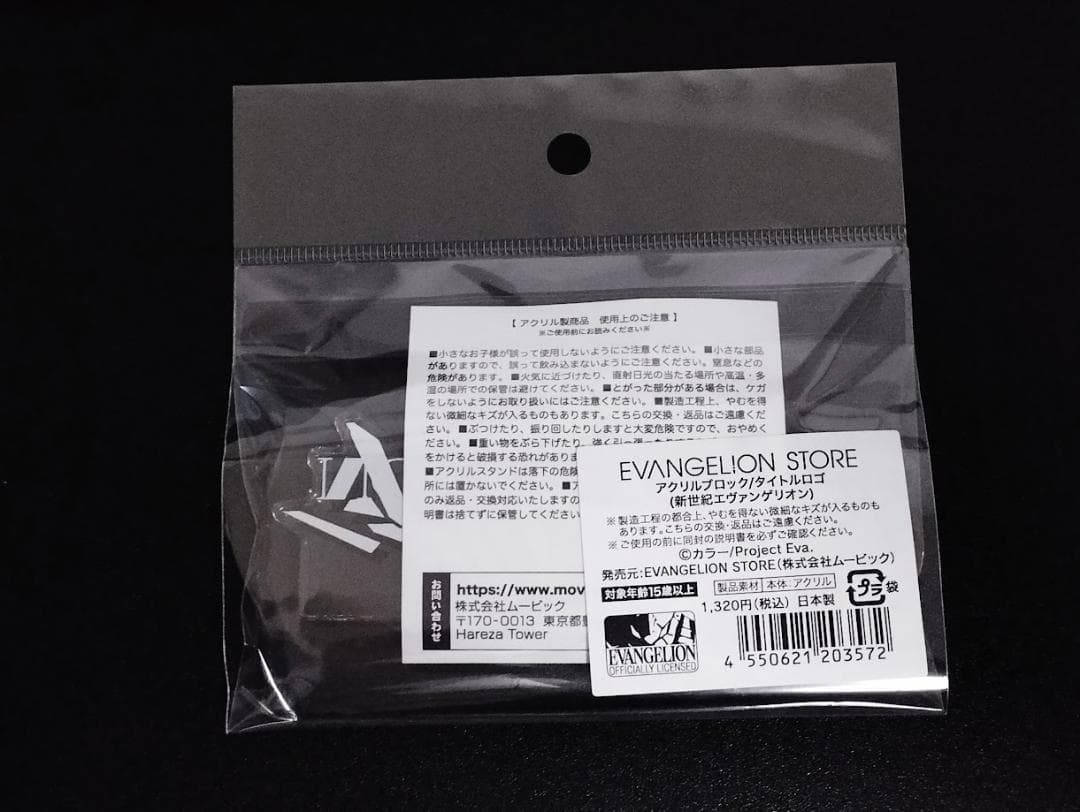 【 アクリル製商品　使用上のご注意 】
※ご使用前にお読みください※
■小さなお子様が誤って使用しないようにご注意ください。 ■小さな部品
がありますので、誤って飲み込まないようにご注意ください。窒息などの
危険があります。 ■火気に近づけたり、直射日光の当たる場所や高温・多
湿の場所での保管は避けてください。 ■とがった部分がある場合は、ケガ
をしないようにお取り扱いにはご注意ください。 ■製造工程上、やむを得
ない微細なキズが入るものもあります。こちらの交換・返品はご遠慮くだ
さい。 ■ぶつけたり、振り回したりしますと大変危険ですので、おやめく
ださい。 ■重い物をぶら下げたり、強く引っ
をかけると破損する恐れがありま
■アクリルスタンドは落下の危険
所には置かないでください。 ■
のみ返品・交換対応いたしますの
明書は捨てずに保管してください
お問い合わせ
https://www.mov
株式会社ムービック
〒170-0013 東京都
Hareza Tower
EVANGELION STORE
アクリルブロック/タイトルロゴ
(新世紀エヴァンゲリオン)
※製造工程の都合上、やむを得ない微細なキズが入るものも
あります。こちらの交換・返品はご遠慮ください。
※ご使用の前に同封の説明書を必ずご確認ください。
©カラー/Project Eva.
発売元:EVANGELION STORE(株式会社ムービック)
対象年齢15歳以上 製品素材 本体:アクリル
プラ 袋
1,320円(税込) 日本製
EVANGELION
OFFICIALLY LICENSED
4 550621 203572